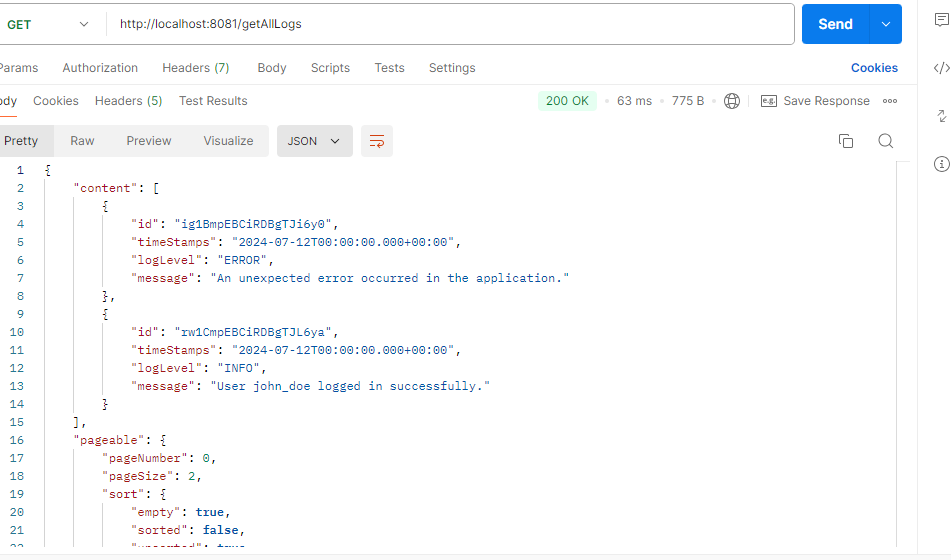 GET http://localhost:8081/getAllLogs Send
Params Authorization Headers (7) Body Scripts Tests Settings Cookies
Body Cookies Headers (5) Test Results 200 OK 63 ms 775 B e.g. Save Response
Pretty Raw Preview Visualize JSON
1 {
2 "content": [
3 {
4 "id": "ig1BmpEBCiRDBgTJi6y0",
5 "timeStamps": "2024-07-12T00:00:00.000+00:00",
6 "logLevel": "ERROR",
7 "message": "An unexpected error occurred in the application."
8 },
9 {
10 "id": "rw1CmpEBCiRDBgTJL6ya",
11 "timeStamps": "2024-07-12T00:00:00.000+00:00",
12 "logLevel": "INFO",
13 "message": "User john_doe logged in successfully."
14 }
15 ],
16 "pageable": {
17 "pageNumber": 0,
18 "pageSize": 2,
19 "sort": {
20 "empty": true,
21 "sorted": false,
22 "unsorted": true